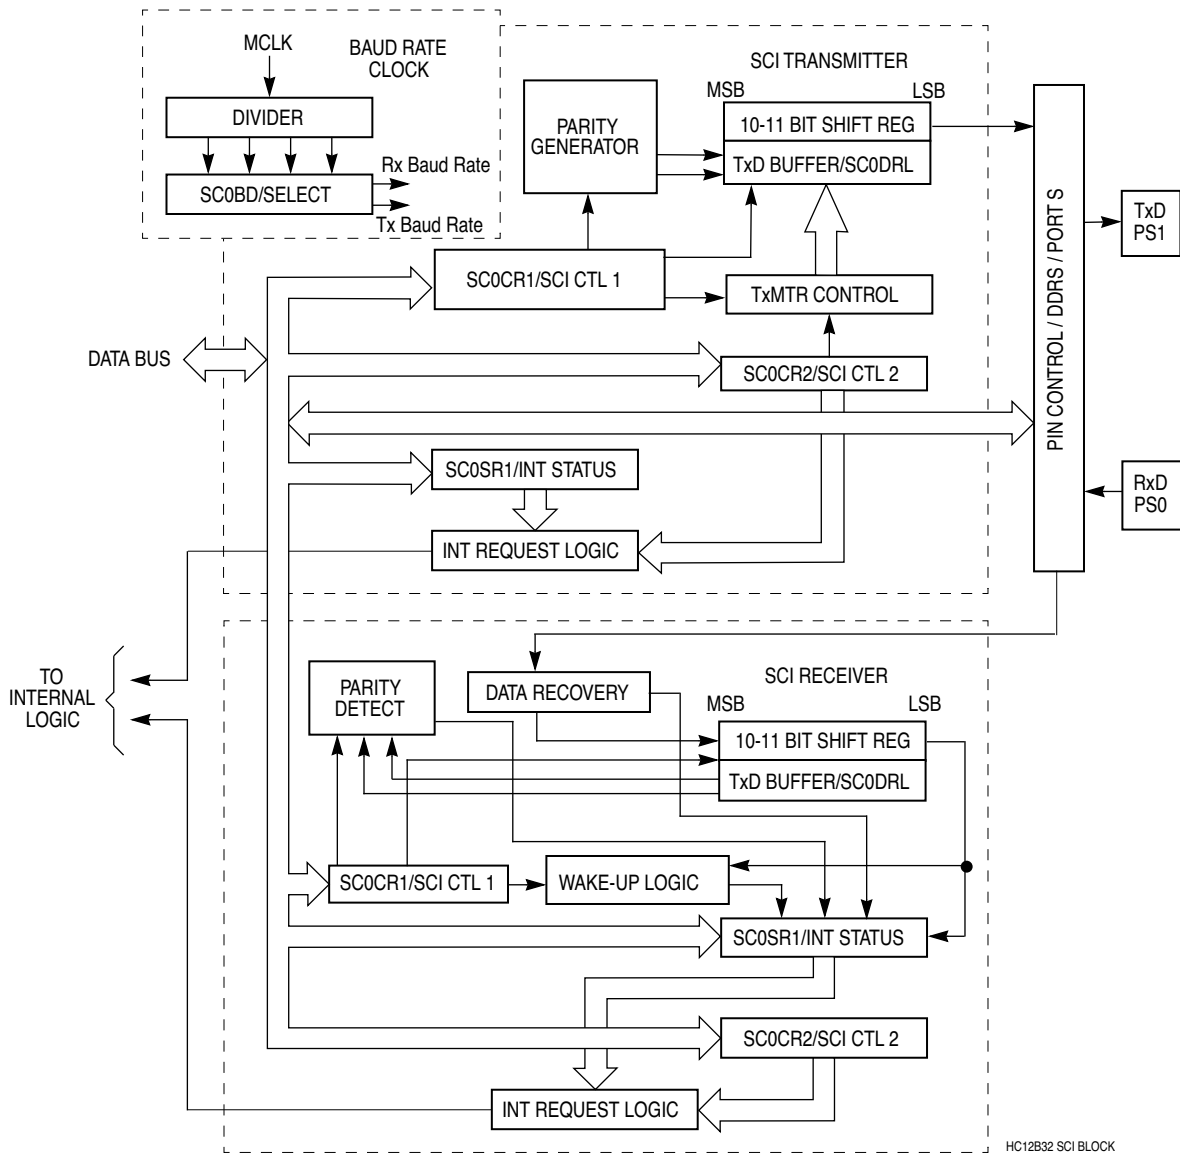 MCLK
BAUD RATE
CLOCK
DIVIDER
SC0BD/SELECT
Rx Baud Rate
Tx Baud Rate
SCI TRANSMITTER
MSB
LSB
PARITY
GENERATOR
10-11 BIT SHIFT REG
TxD BUFFER/SC0DRL
SC0CR1/SCI CTL 1
TxMTR CONTROL
DATA BUS
SC0CR2/SCI CTL 2
SC0SR1/INT STATUS
INT REQUEST LOGIC
PIN CONTROL / DDRS / PORT S
TxD
PS1
RxD
PS0
TO
INTERNAL
LOGIC
SCI RECEIVER
PARITY
DETECT
DATA RECOVERY
MSB
LSB
10-11 BIT SHIFT REG
TxD BUFFER/SC0DRL
SC0CR1/SCI CTL 1
WAKE-UP LOGIC
SC0SR1/INT STATUS
SC0CR2/SCI CTL 2
INT REQUEST LOGIC
HC12B32 SCI BLOCK